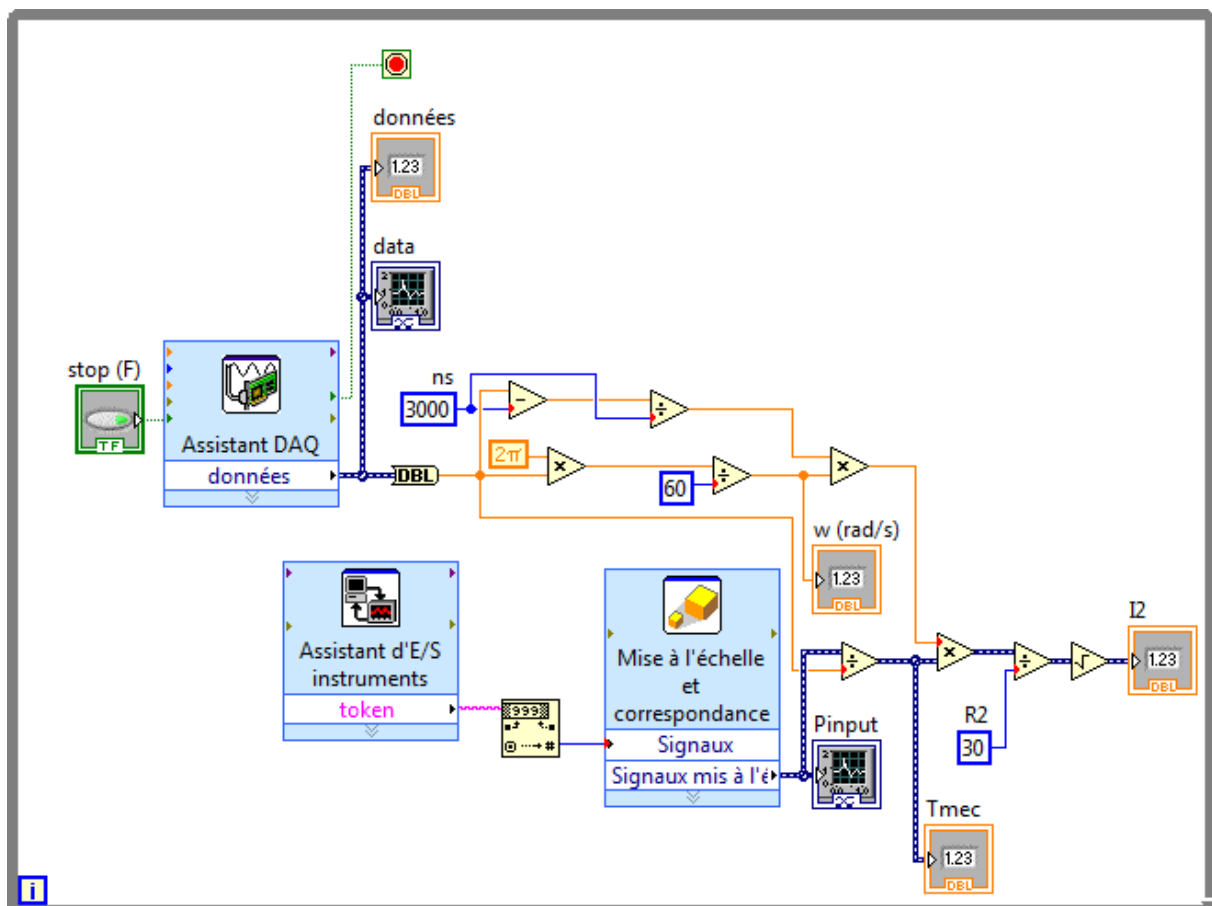 données
1.23
DBL
data
stop (F)
TF
Assistant DAQ
données
DBL
ns
3000
2π
60
w (rad/s)
1.23
DBL
Assistant d'E/S
instruments
token
999
#
Mise à l'échelle
et
correspondance
Signaux
Signaux mis à l'é
Pinput
R2
30
I2
1.23
DBL
Tmec
1.23
DBL
i